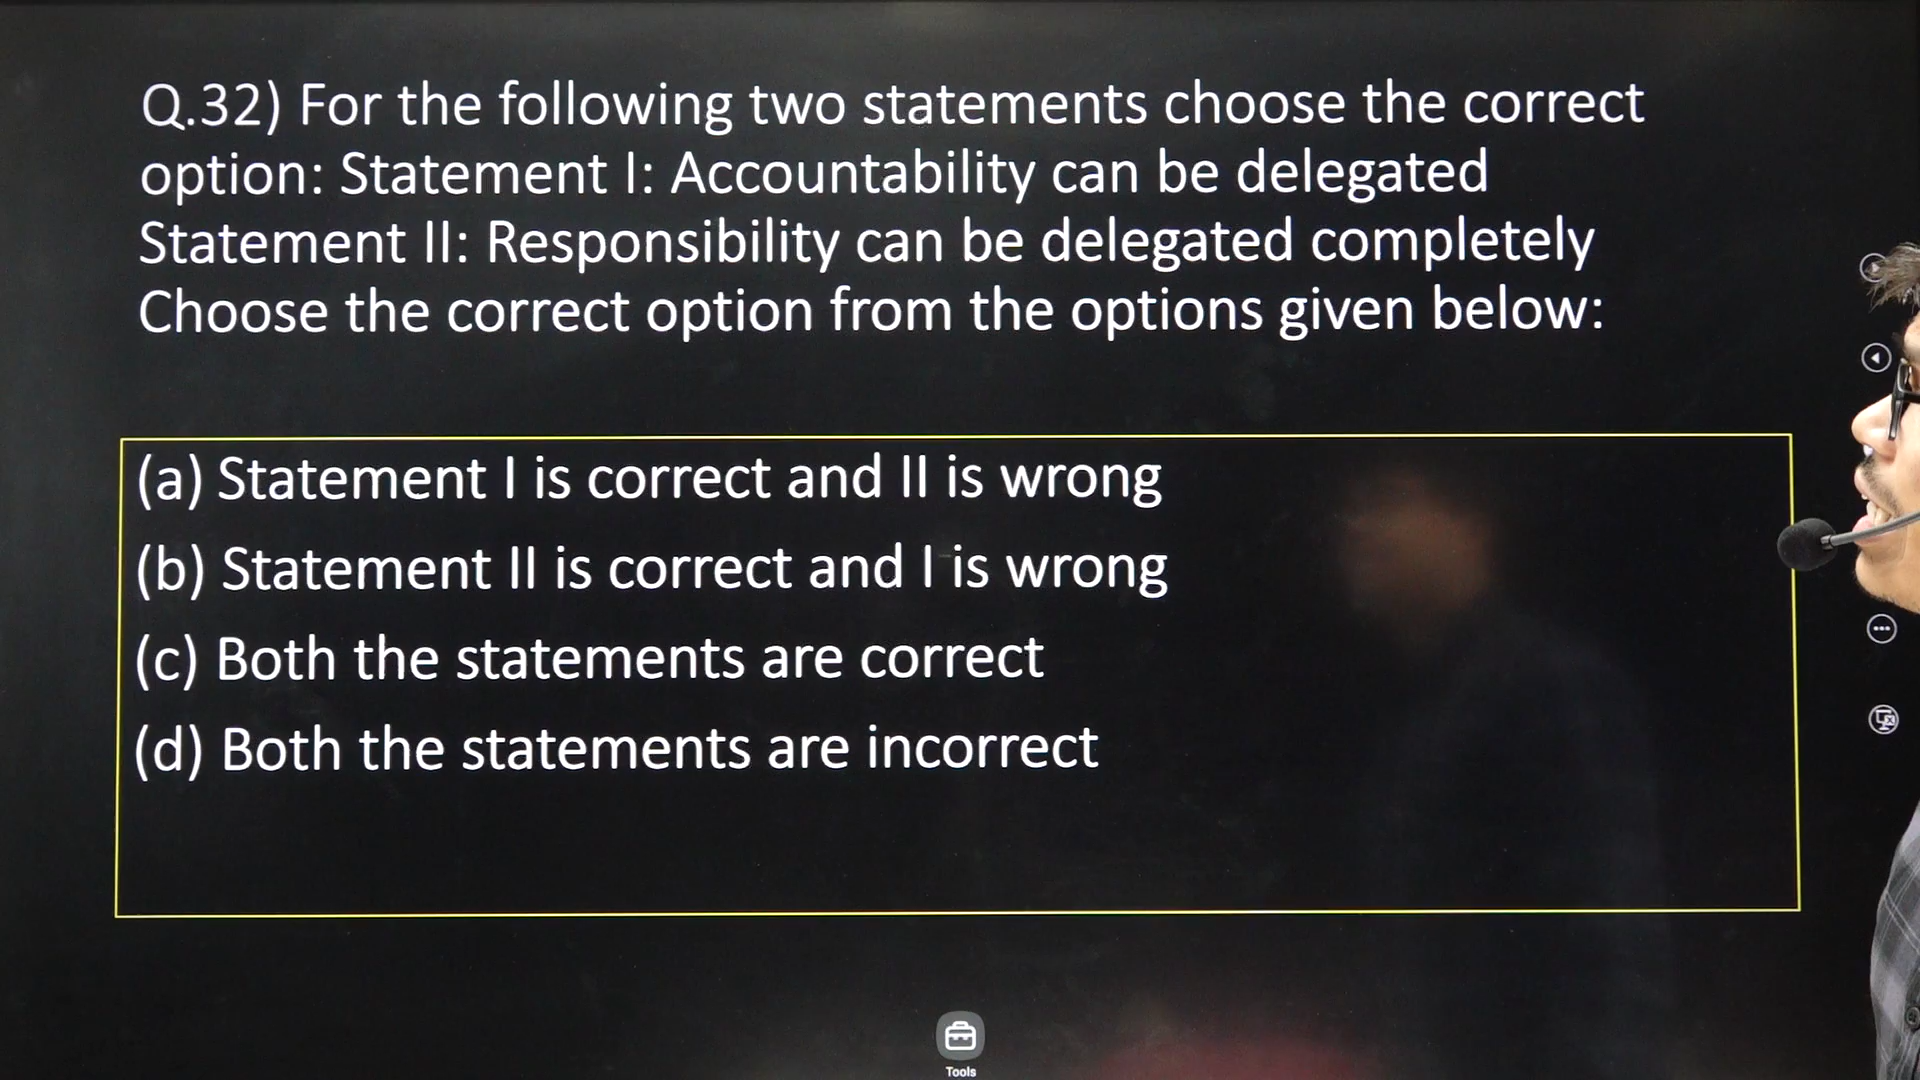 Q.32) For the following two statements choose the correct
option: Statement I: Accountability can be delegated
Statement II: Responsibility can be delegated completely
Choose the correct option from the options given below:
(a) Statement I is correct and II is wrong
(b) Statement II is correct and I is wrong
(c) Both the statements are correct
(d) Both the statements are incorrect
Tools